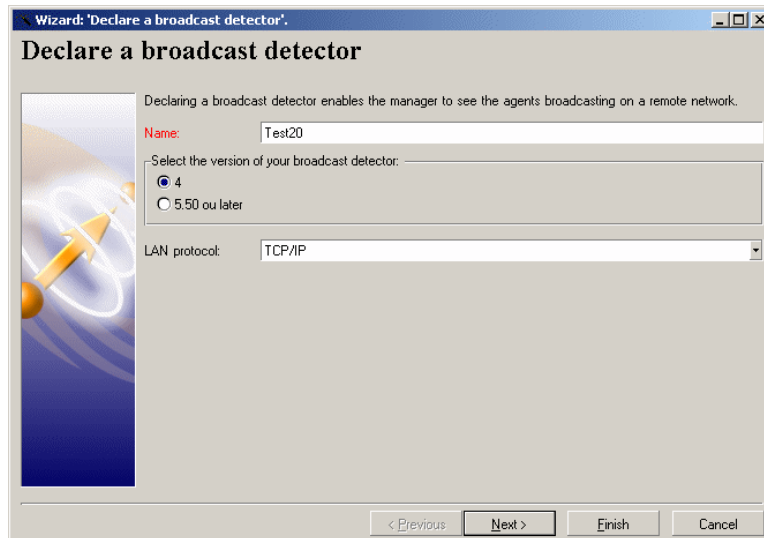 Wizard: 'Declare a broadcast detector'.
Declare a broadcast detector
Declaring a broadcast detector enables the manager to see the agents broadcasting on a remote network.
Name: Test20
Select the version of your broadcast detector:
4
5.50 ou later
LAN protocol: TCP/IP
< Previous Next > Finish Cancel